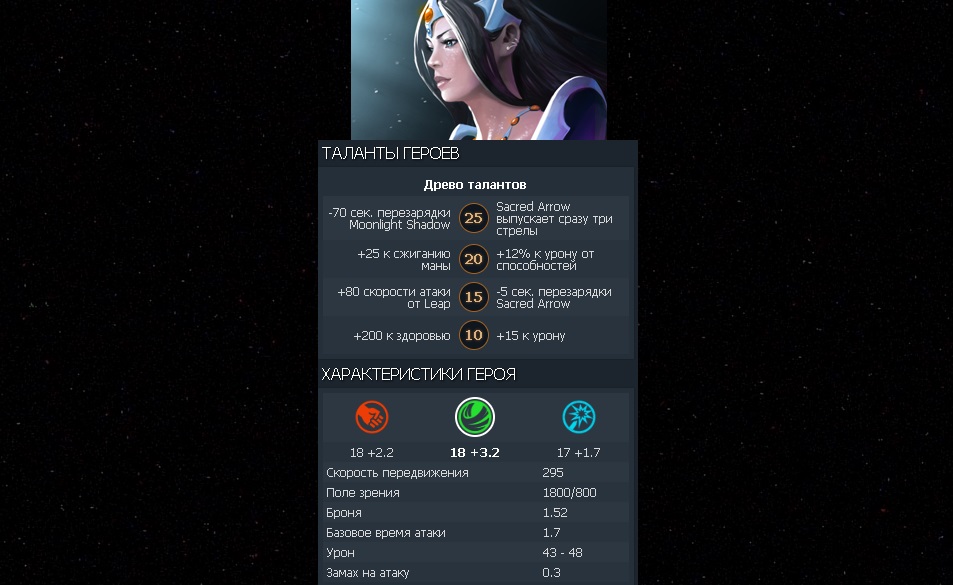 ТАЛАНТЫ ГЕРОЕВ
Древо талантов
-70 сек. перезарядки
Moonlight Shadow
25
Sacred Arrow
выпускает сразу три
стрелы
+25 к сжиганию
маны
20
+12% к урону от
способностей
+80 скорости атаки
от Leap
15
-5 сек. перезарядки
Sacred Arrow
+200 к здоровью
10
+15 к урону
ХАРАКТЕРИСТИКИ ГЕРОЯ
18 +2.2
18 +3.2
17 +1.7
Скорость передвижения 295
Поле зрения 1800/800
Броня 1.52
Базовое время атаки 1.7
Урон 43 - 48
Замах на атаку 0.3